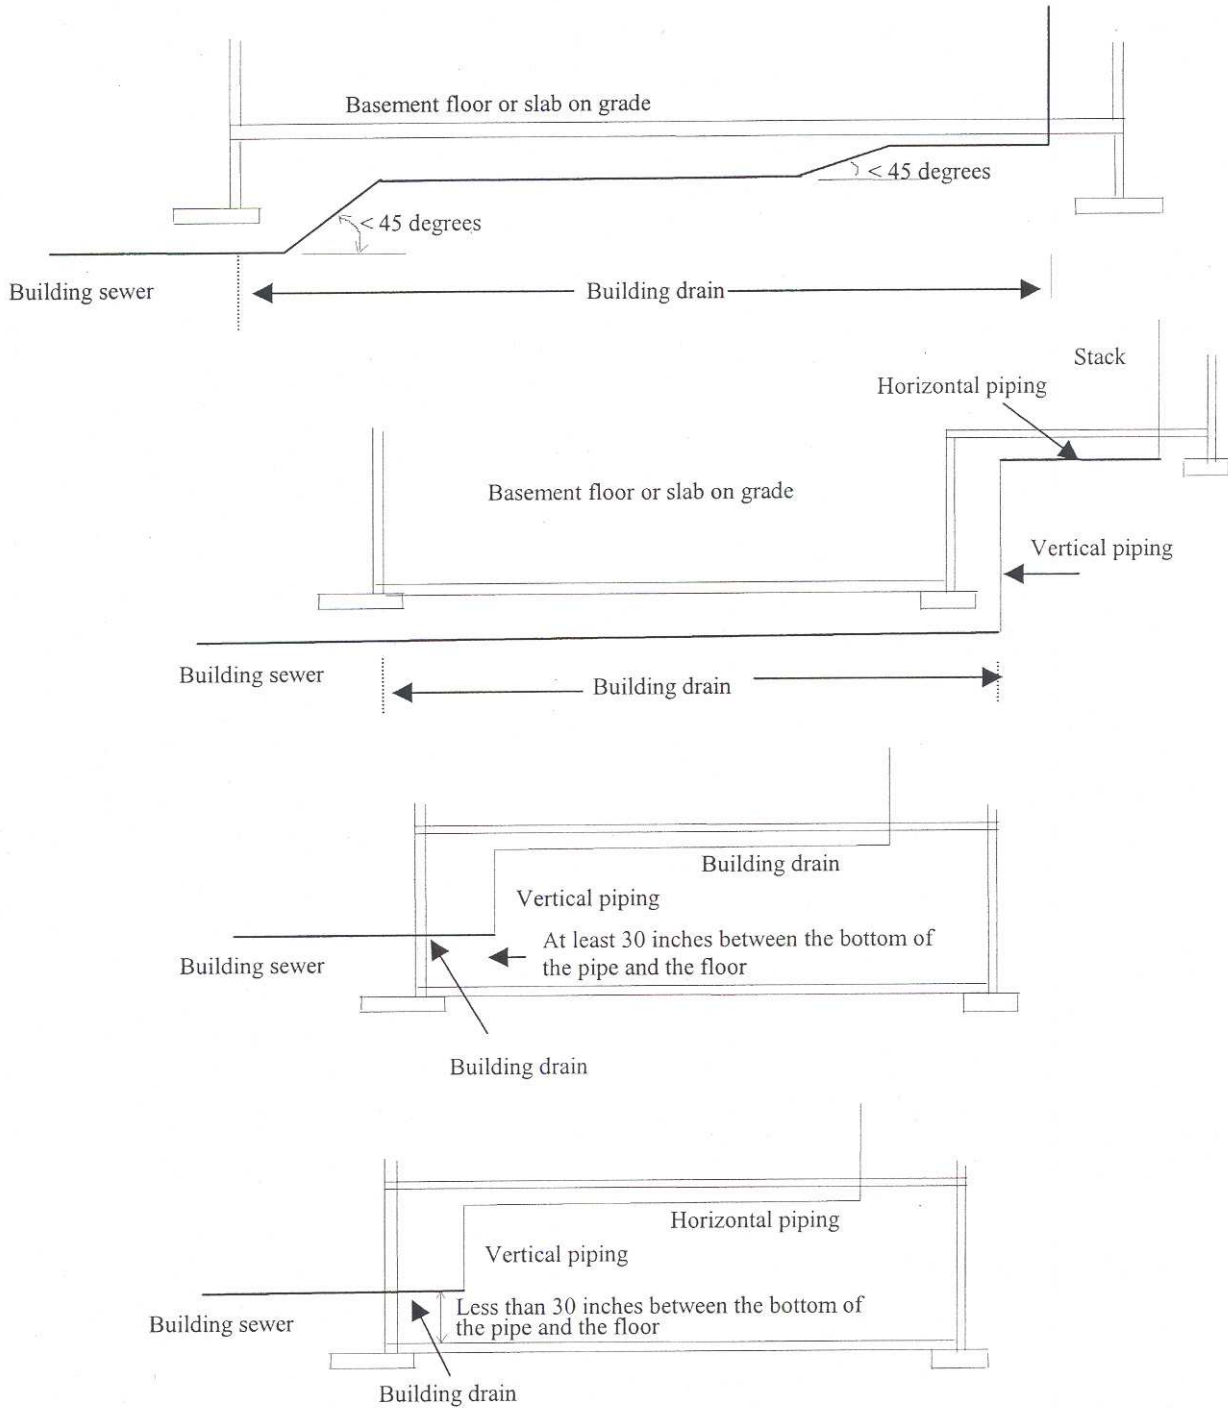 Basement floor or slab on grade
< 45 degrees
< 45 degrees
Building sewer
Building drain
Stack
Horizontal piping
Basement floor or slab on grade
Vertical piping
Building sewer
Building drain
Building drain
Vertical piping
At least 30 inches between the bottom of
the pipe and the floor
Building sewer
Building drain
Horizontal piping
Vertical piping
Less than 30 inches between the bottom of
the pipe and the floor
Building sewer
Building drain